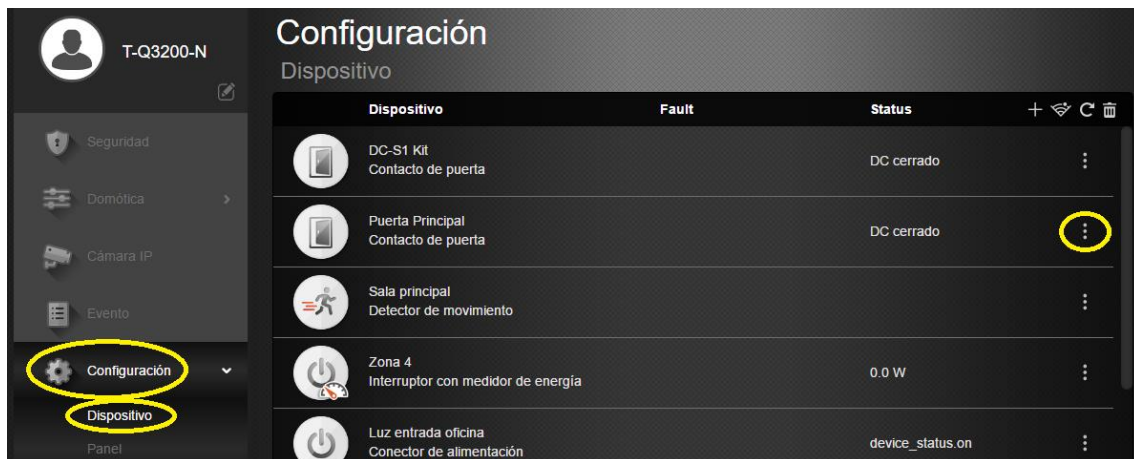 T-Q3200-N
Seguridad
Domótica
Cámara IP
Evento
Configuración
Dispositivo
Panel
Configuración
Dispositivo
Dispositivo Fault Status
DC-S1 Kit
Contacto de puerta
DC cerrado
Puerta Principal
Contacto de puerta
DC cerrado
Sala principal
Detector de movimiento
Zona 4
Interruptor con medidor de energía
0.0 W
Luz entrada oficina
Conector de alimentación
device_status.on